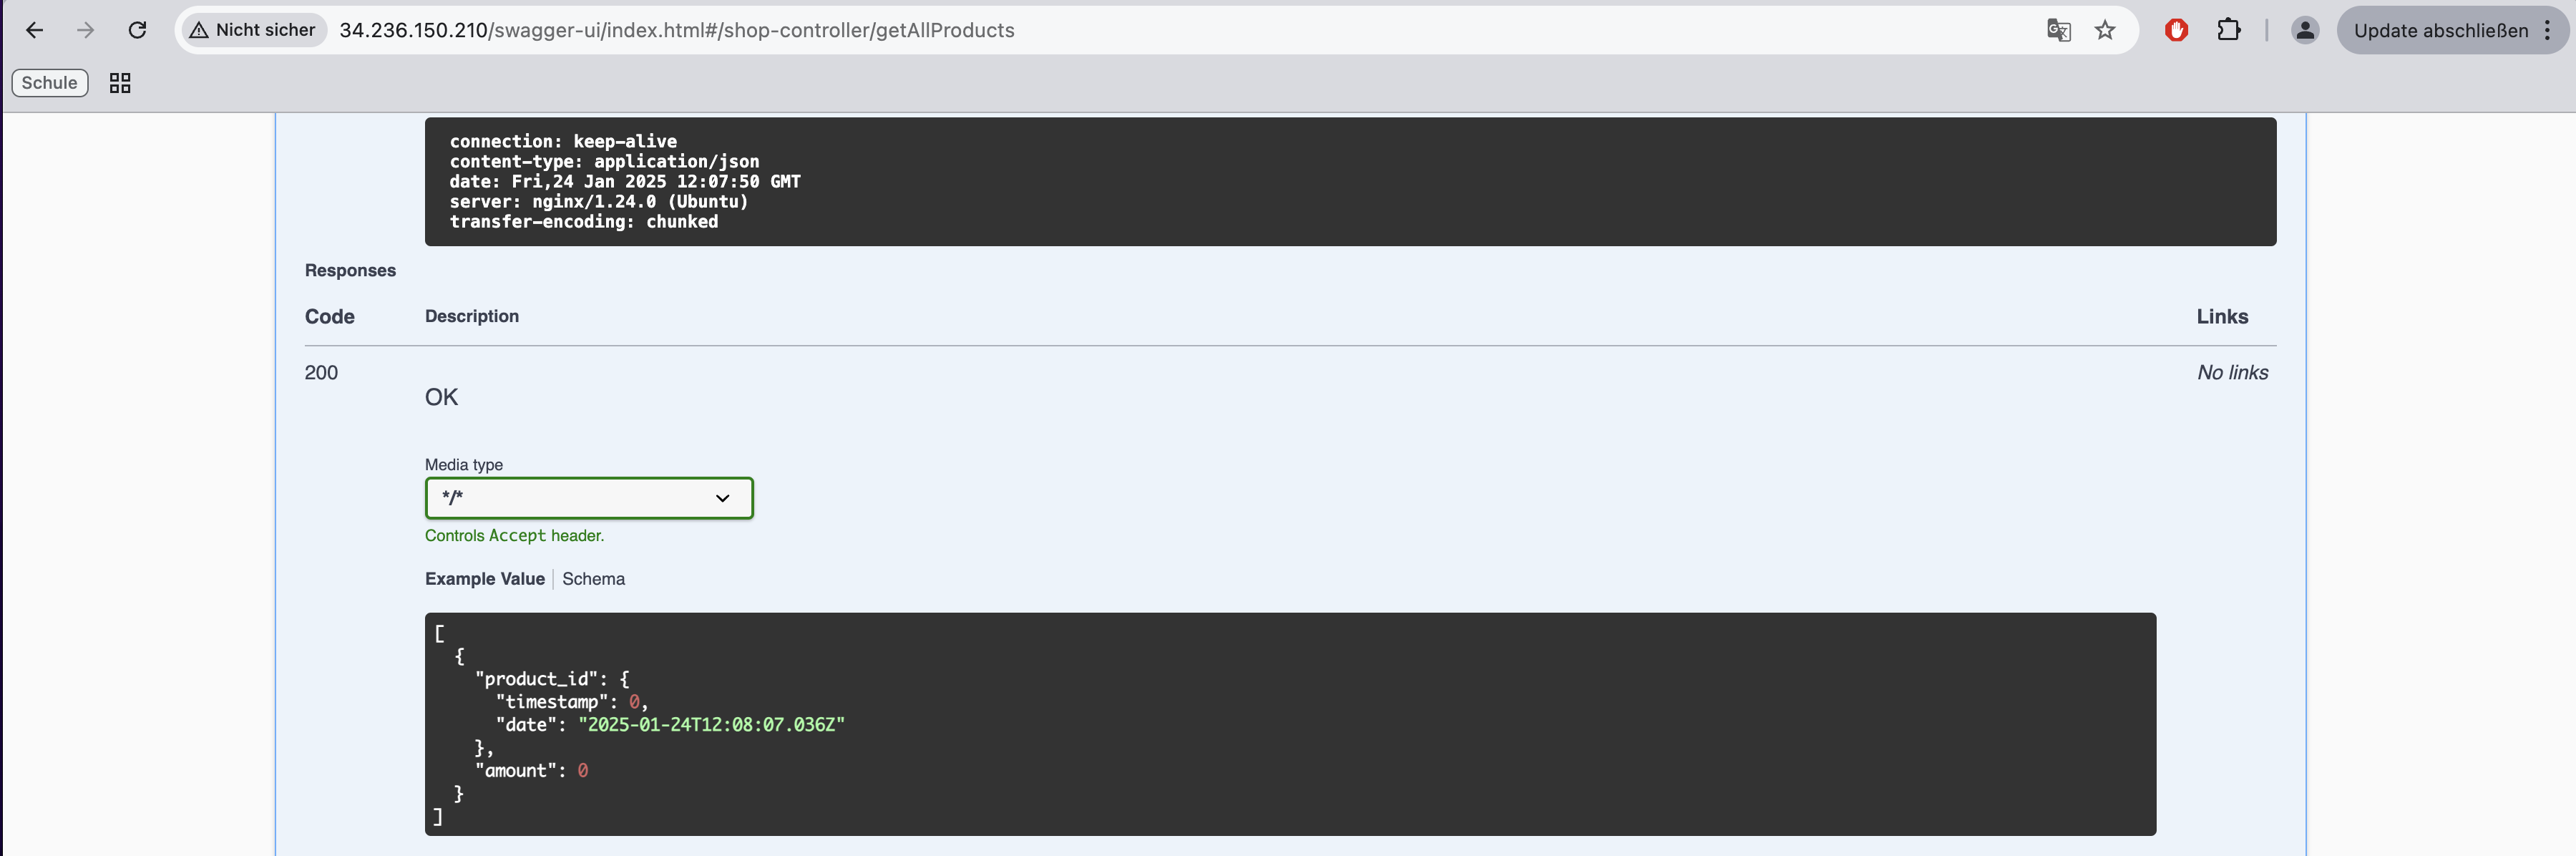 Nicht sicher 34.236.150.210/swagger-ui/index.html#/shop-controller/getAllProducts Update abschließen
Schule
connection: keep-alive
content-type: application/json
date: Fri,24 Jan 2025 12:07:50 GMT
server: nginx/1.24.0 (Ubuntu)
transfer-encoding: chunked
Responses
Code Description Links
200 No links
OK
Media type
*/*
Controls Accept header.
Example Value Schema
[
{
"product_id": {
"timestamp": 0,
"date": "2025-01-24T12:08:07.036Z"
},
"amount": 0
}
]